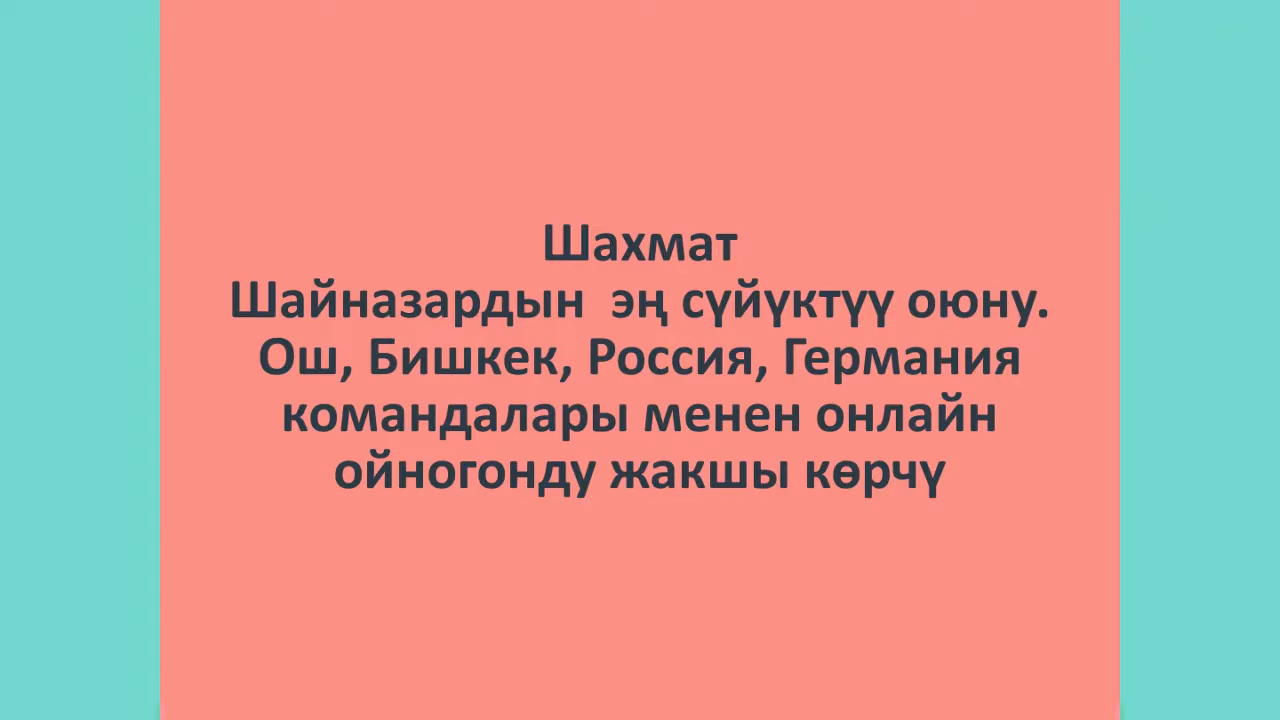 Шахмат
Шайназардын  эң сүйүктүү оюну.
Ош, Бишкек, Россия, Германия
командалары менен онлайн
ойногонду жакшы көрчү